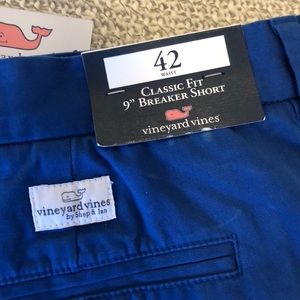 42
WAIST
CLASSIC FIT
9" BREAKER SHORT
vineyard vines
vineyard vines
by Shep & Ian